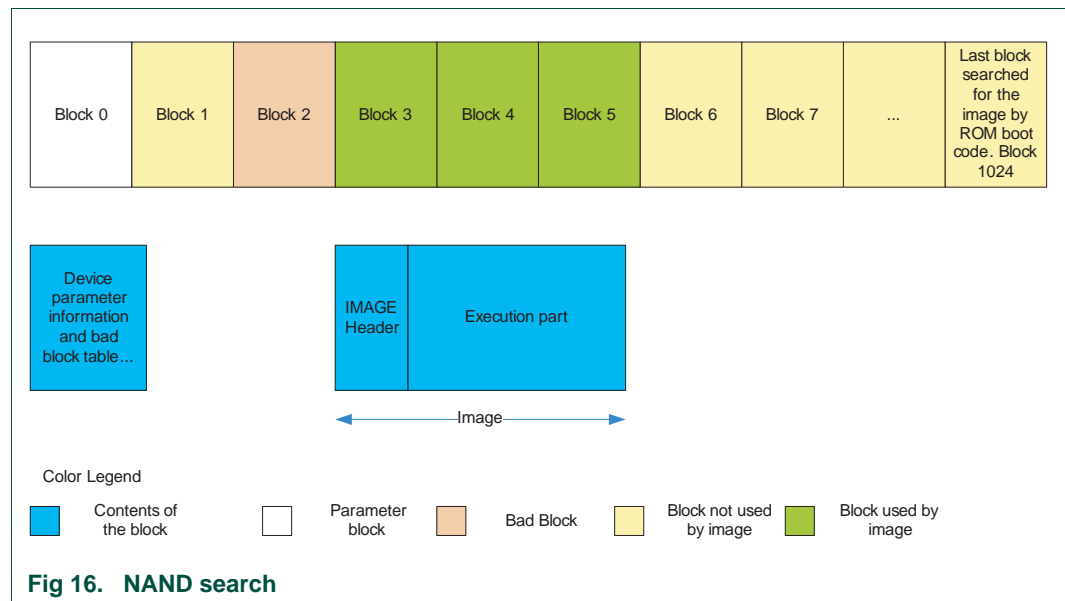 Block 0
Block 1
Block 2
Block 3
Block 4
Block 5
Block 6
Block 7
...
Last block
searched
for the
image by
ROM boot
code. Block
1024
Device
parameter
information
and bad
block table...
IMAGE
Header
Execution part
Image
Color Legend
Contents of
the block
Parameter
block
Bad Block
Block not used
by image
Block used by
image
Fig 16. NAND search